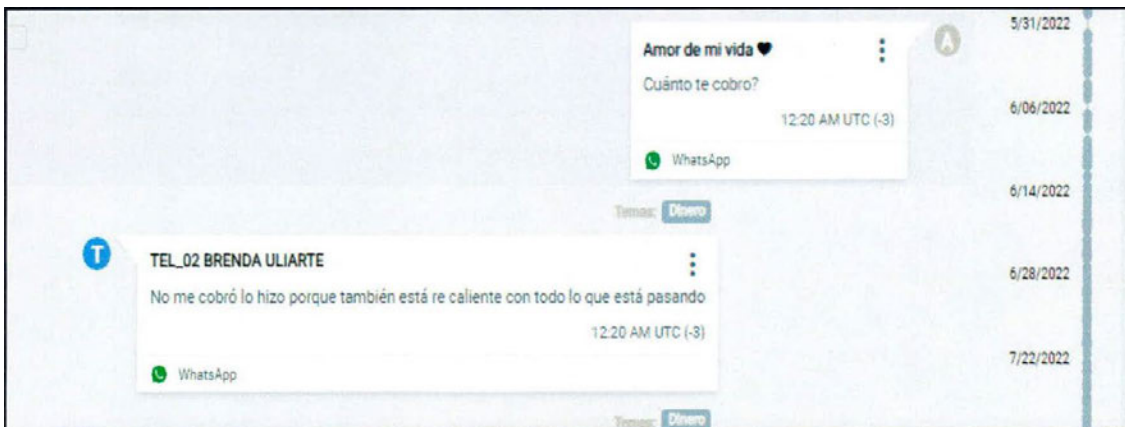 5/31/2022
Amor de mi vida 🖤
A
Cuánto te cobro?
12:20 AM UTC (-3)
6/06/2022
WhatsApp
6/14/2022
Temas: Dinero
T
TEL_02 BRENDA ULIARTE
6/28/2022
No me cobró lo hizo porque también está re caliente con todo lo que está pasando
12:20 AM UTC (-3)
7/22/2022
WhatsApp
Temas: Dinero